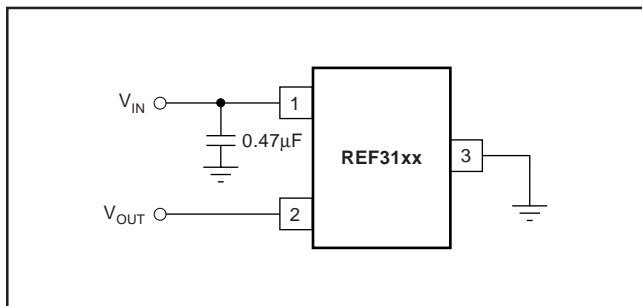 V_IN
1
0.47μF
REF31xx
3
V_OUT
2